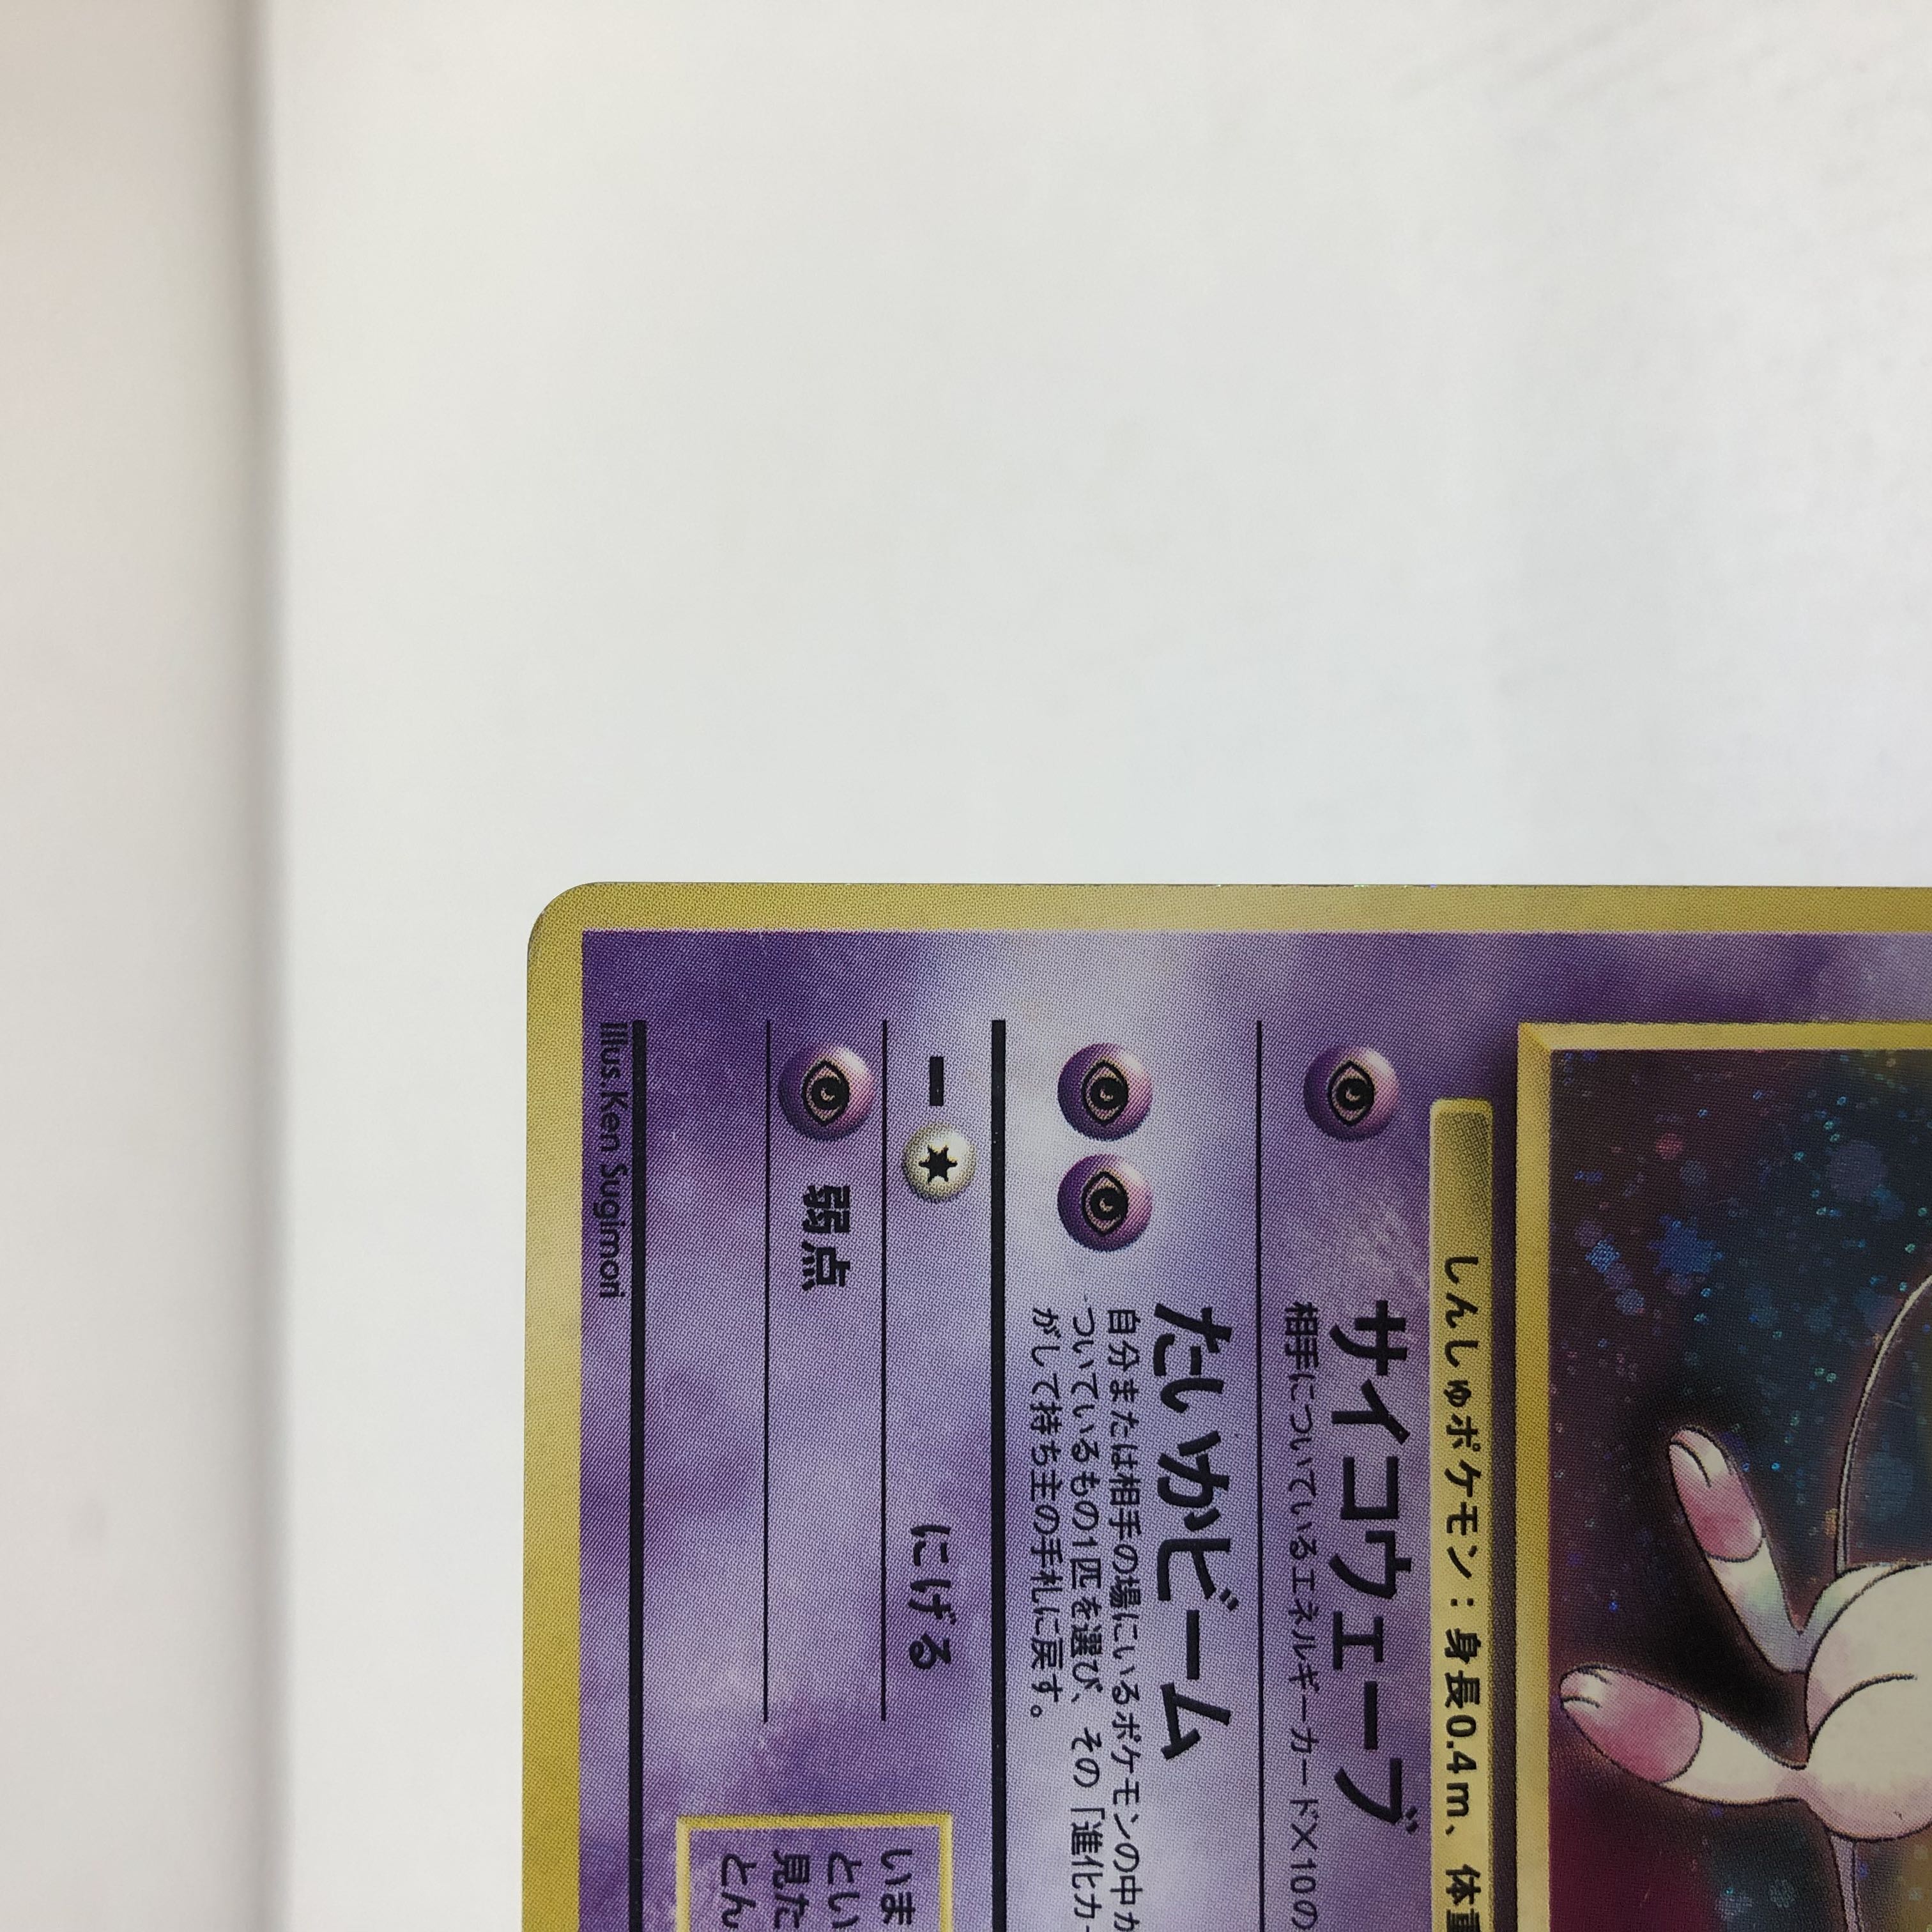 しんしゅポケモン：身長0.4m、体重
サイコウェーブ
相手についているエネルギーカード×10の
たいかビーム
自分または相手の場にいるポケモンの中か
ついているもの1匹を選び、その「進化カー
がして持ち主の手札に戻す。
ー
にげる
弱点
いま
とい
見た
とん
Illus.Ken Sugimori